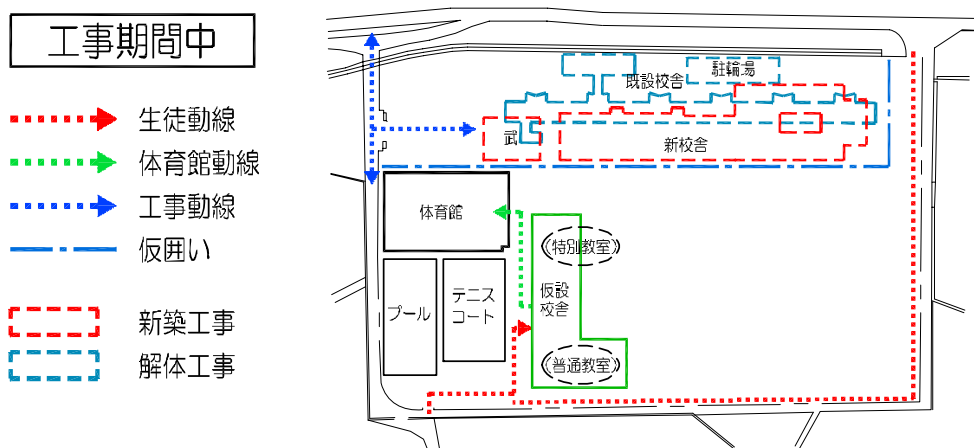 工事期間中
生徒動線
体育館動線
工事動線
仮囲い
新築工事
解体工事
駐輪場
既設校舎
武
新校舎
体育館
(特別教室)
仮設
校舎
テニス
コート
プール
(普通教室)